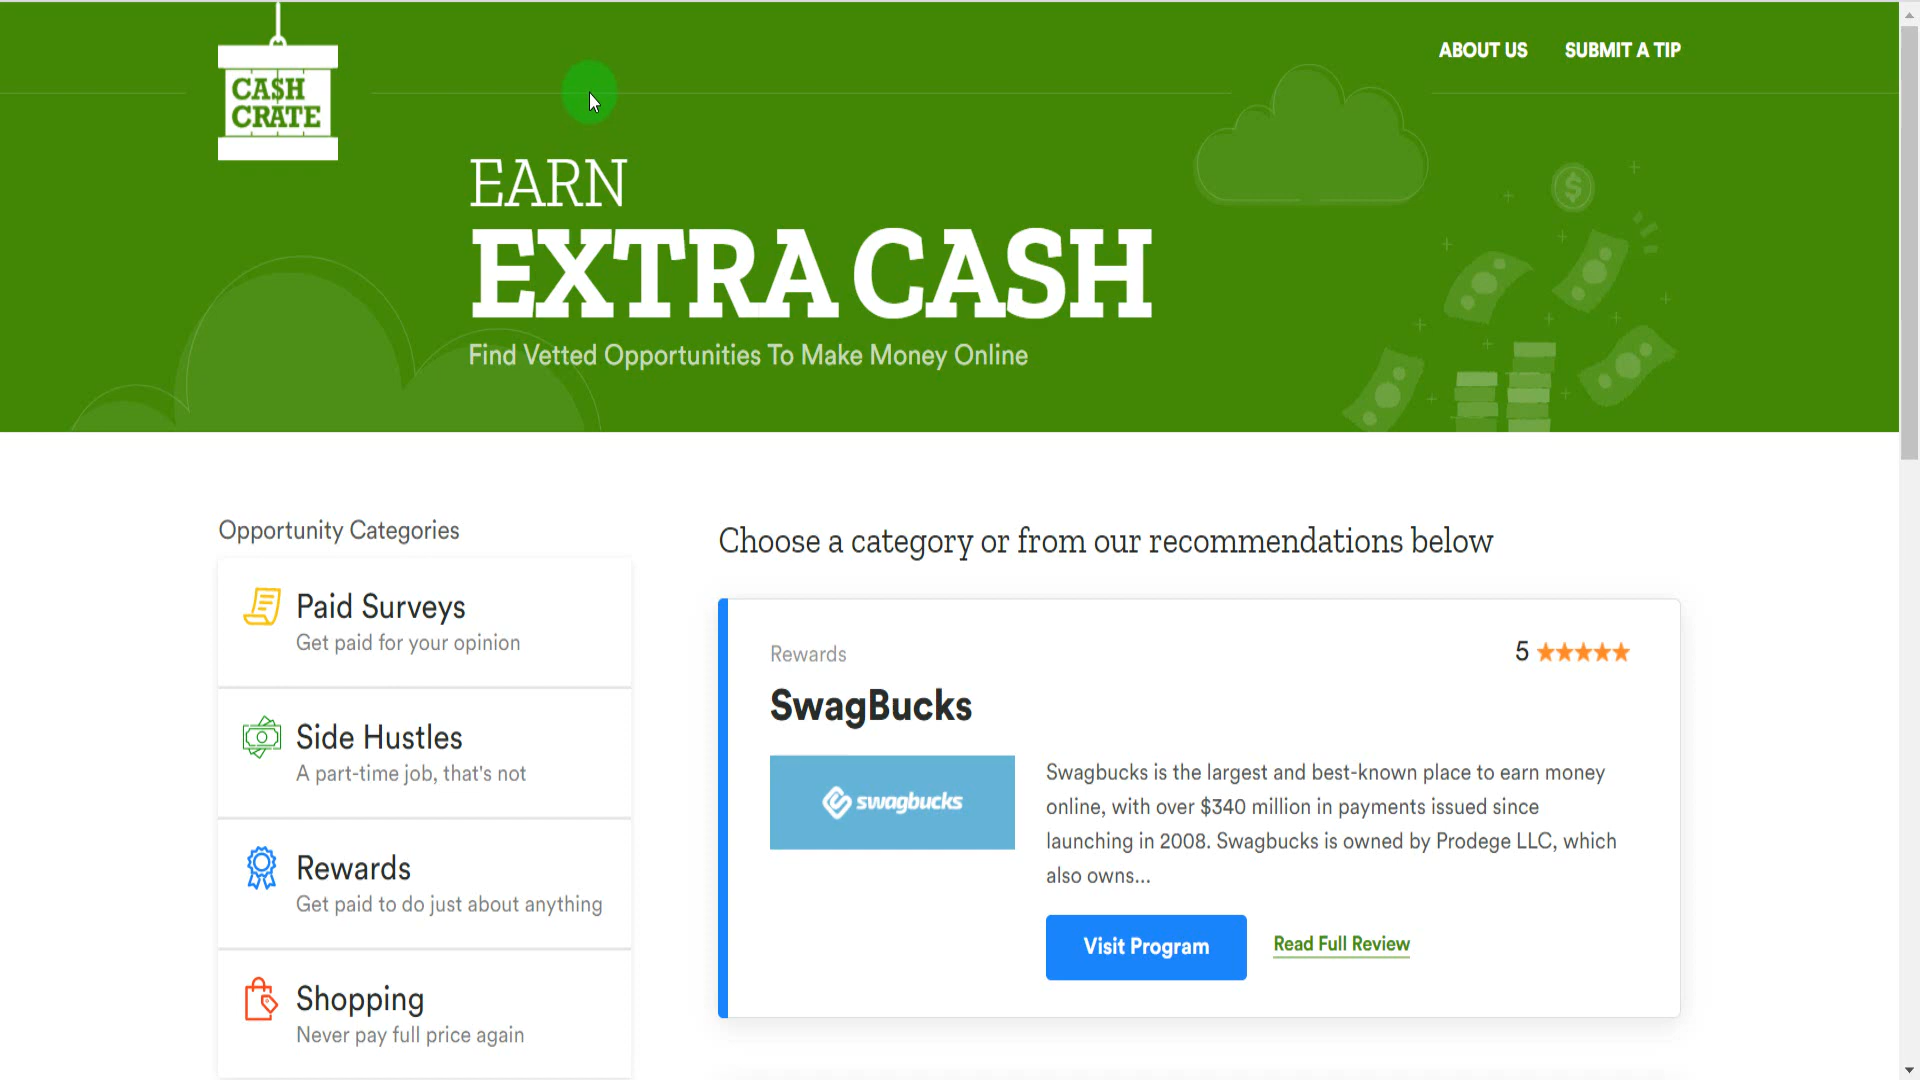 CA$H
CRATE
ABOUT US
SUBMIT A TIP
EARN
EXTRA CASH
Find Vetted Opportunities To Make Money Online
Opportunity Categories
Paid Surveys
Get paid for your opinion
Side Hustles
A part-time job, that's not
Rewards
Get paid to do just about anything
Shopping
Never pay full price again
Choose a category or from our recommendations below
Rewards
5
SwagBucks
swagbucks
Swagbucks is the largest and best-known place to earn money
online, with over $340 million in payments issued since
launching in 2008. Swagbucks is owned by Prodege LLC, which
also owns...
Visit Program
Read Full Review